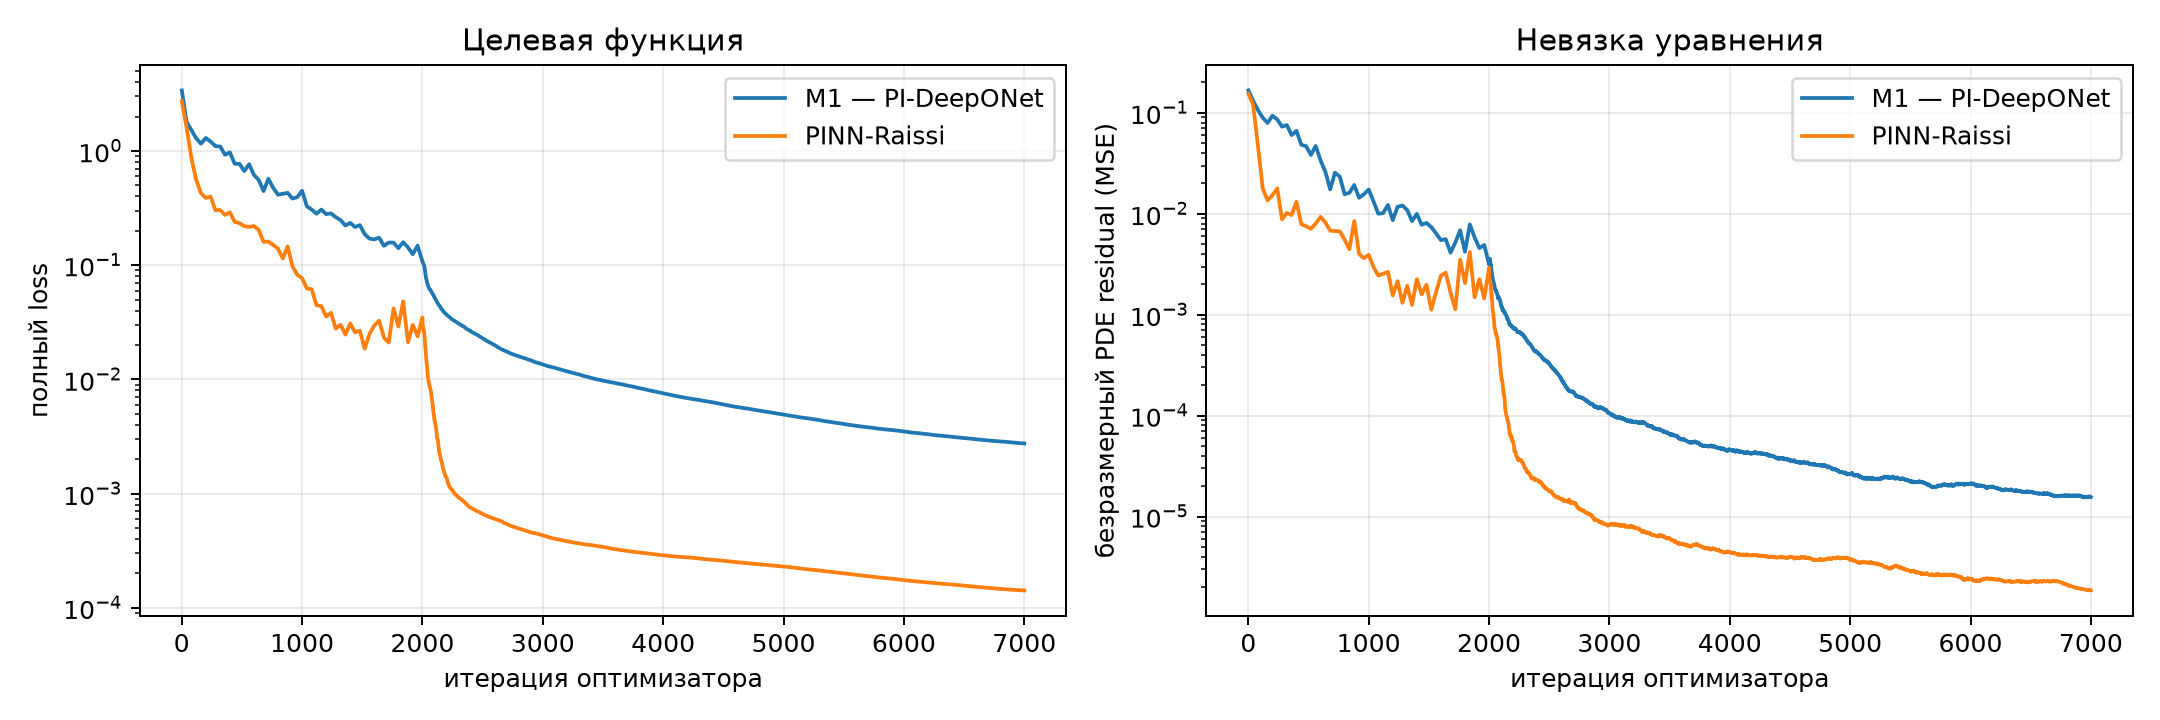 Целевая функция
полный loss
10⁰
10⁻¹
10⁻²
10⁻³
10⁻⁴
0 1000 2000 3000 4000 5000 6000 7000
итерация оптимизатора
M1 — PI-DeepONet
PINN-Raissi
Невязка уравнения
безразмерный PDE residual (MSE)
10⁻¹
10⁻²
10⁻³
10⁻⁴
10⁻⁵
0 1000 2000 3000 4000 5000 6000 7000
итерация оптимизатора
M1 — PI-DeepONet
PINN-Raissi